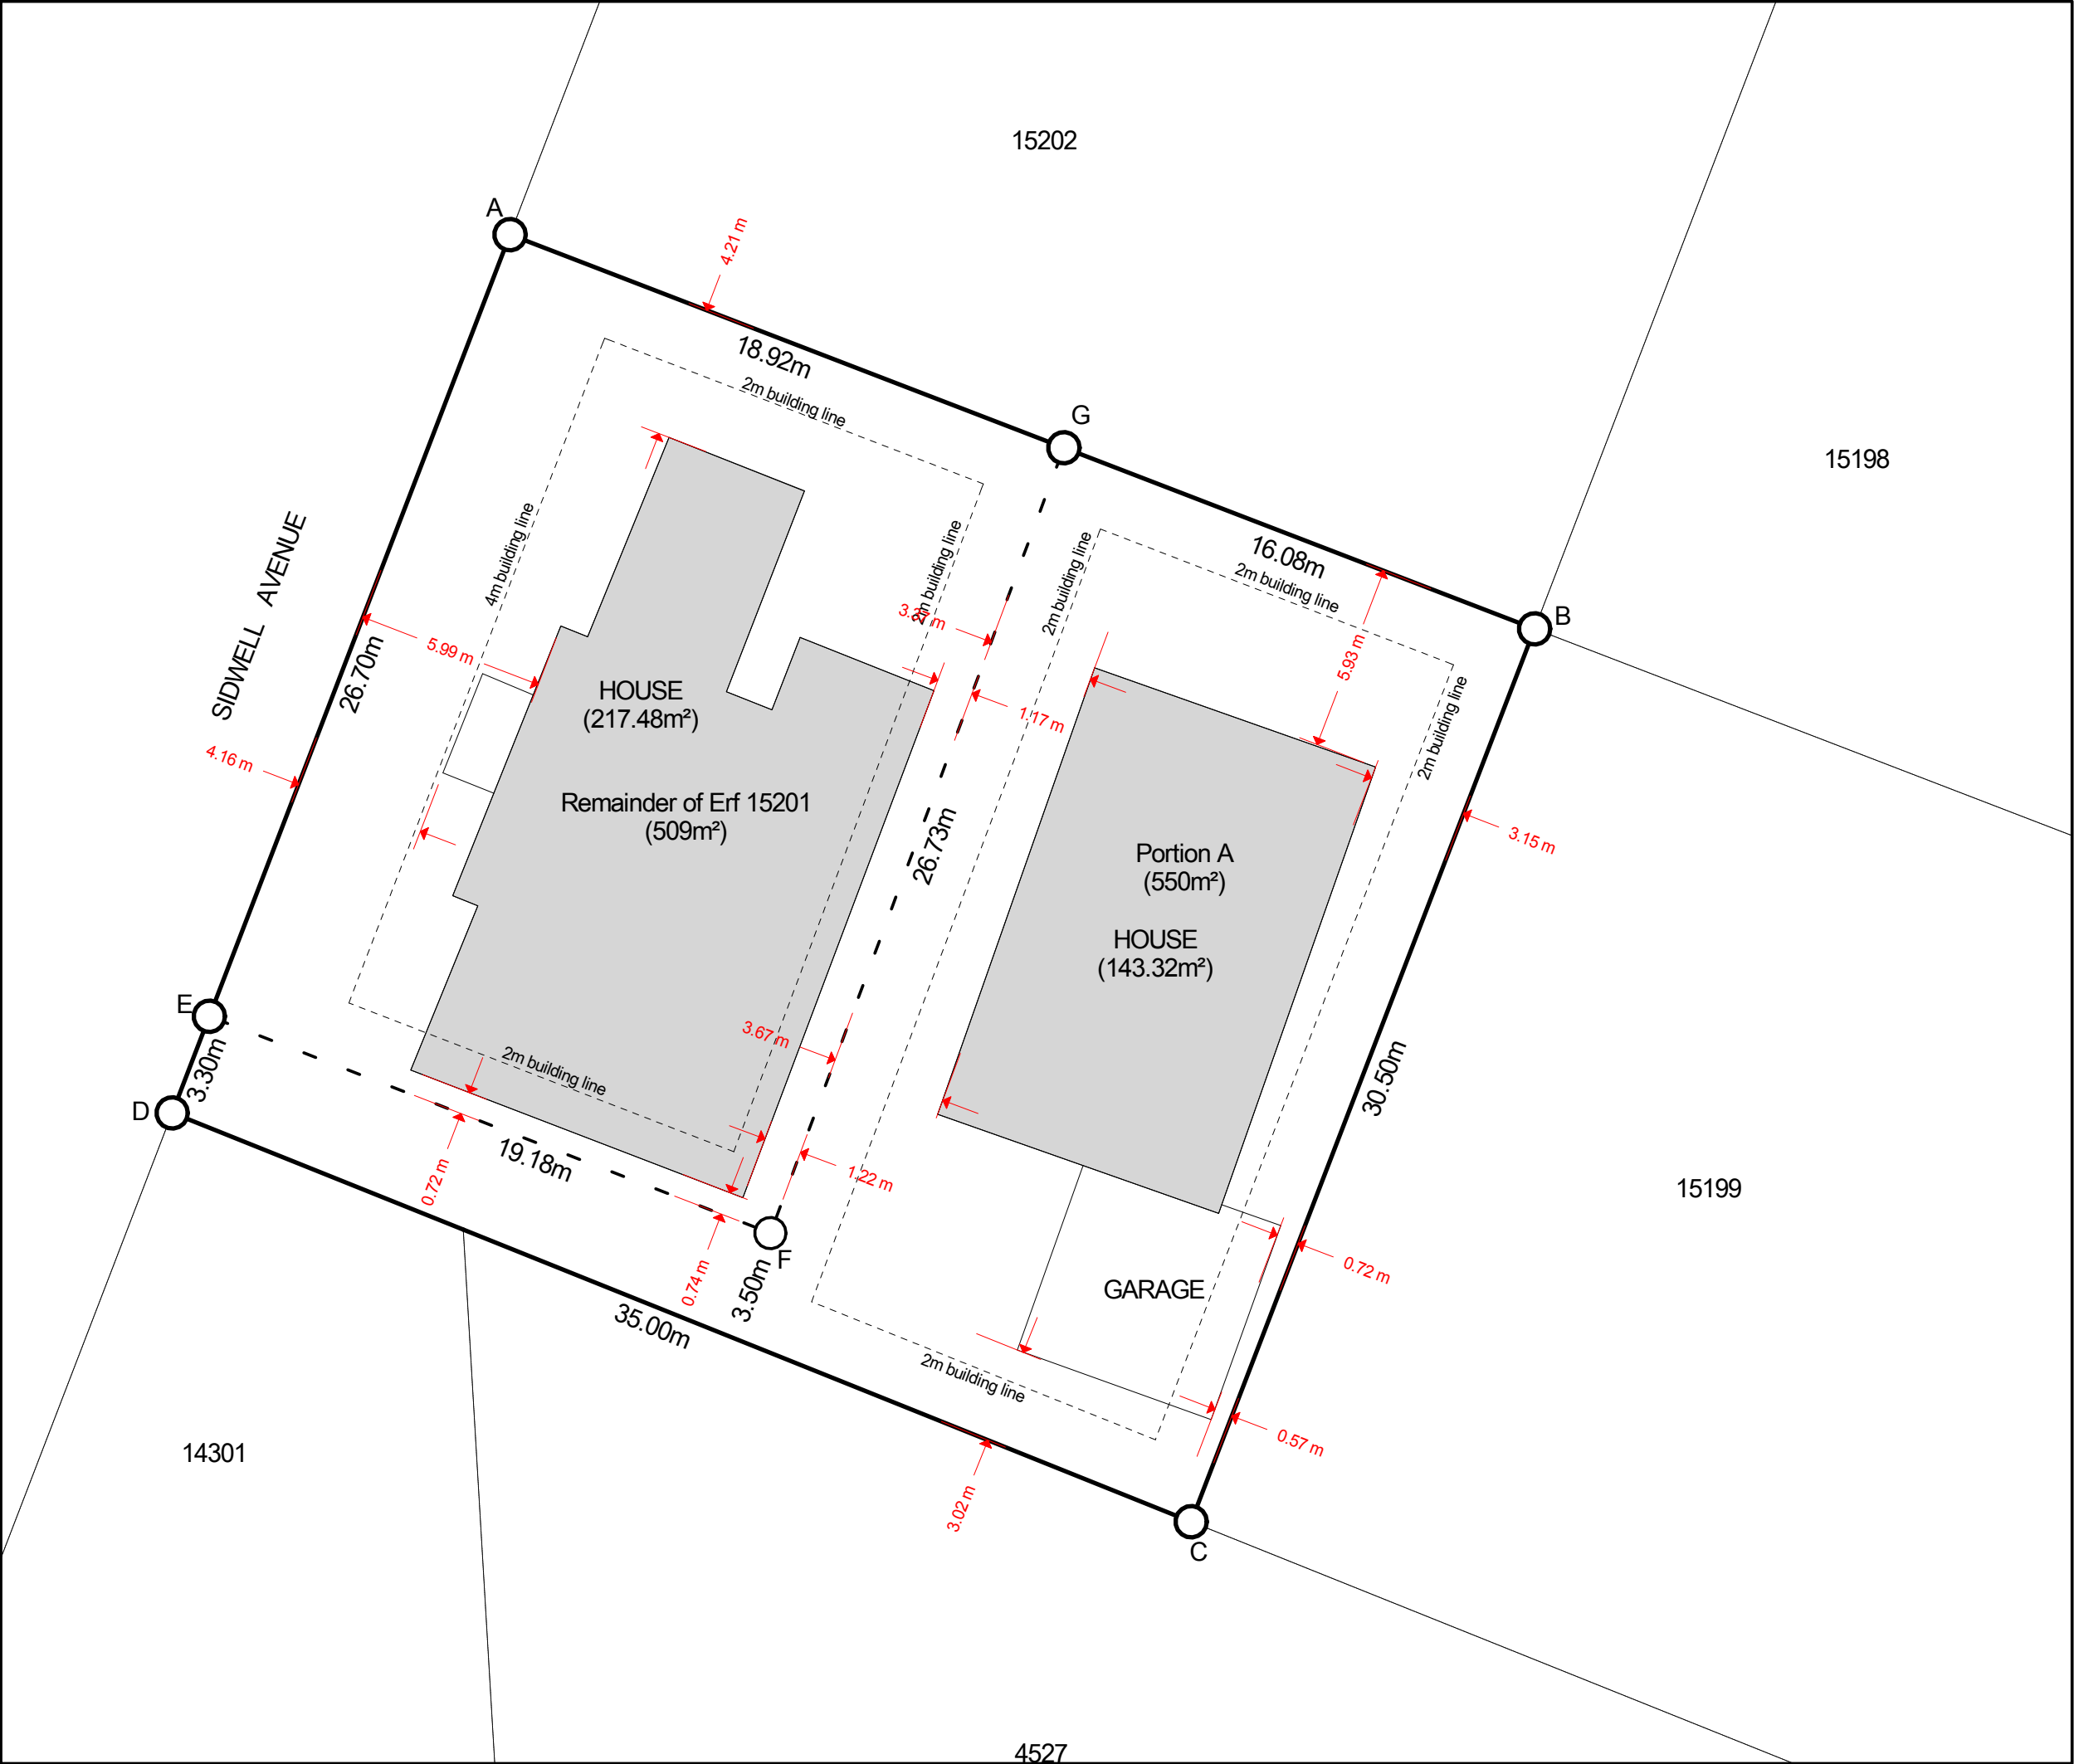 15202
A
4.21 m
18.92m
2m building line
G
15198
16.08m
2m building line
B
4m building line
2m building line
2m building line
SIDWELL AVENUE
5.99 m
26.70m
5.93 m
1.17 m
HOUSE
(217.48m²)
2m building line
4.16 m
Remainder of Erf 15201
(509m²)
26.73m
3.15 m
Portion A
(550m²)
HOUSE
(143.32m²)
E
3.30m
3.67 m
2m building line
30.50m
D
19.18m
0.72 m
1.22 m
15199
F
0.74 m
3.50m
0.72 m
GARAGE
35.00m
2m building line
0.57 m
14301
3.02 m
C
4527